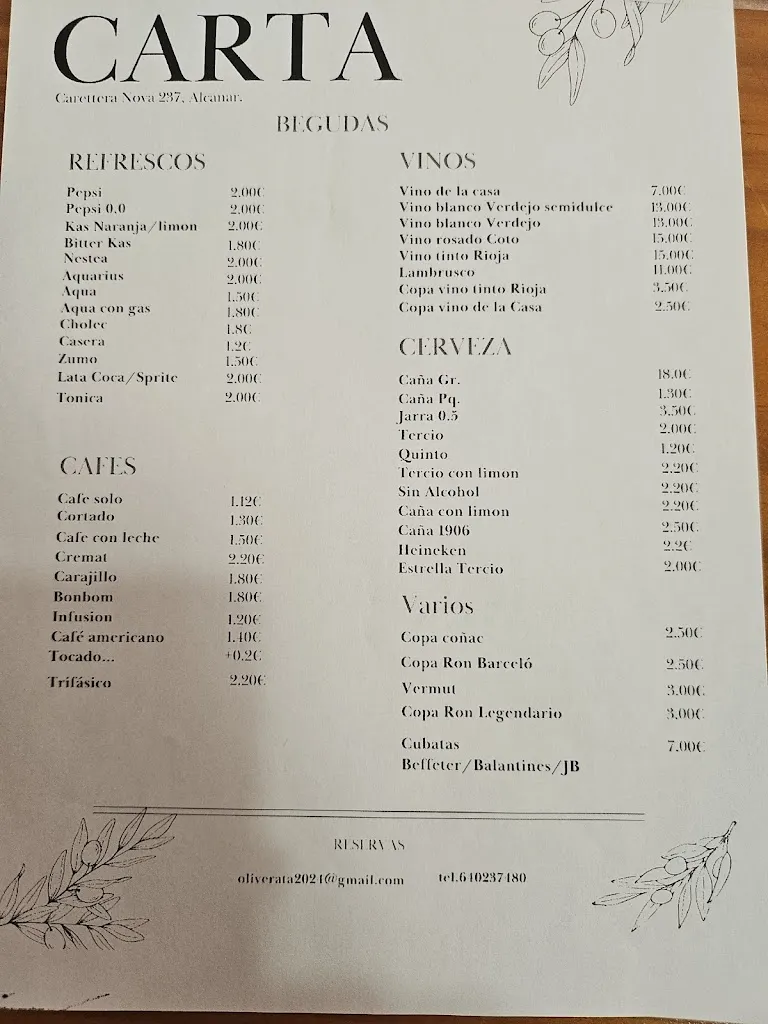 CARTA
Carettera Nova 237, Alcanar.
BEGUDAS
REFRESCOS
Pepsi 2,00€
Pepsi 0,0 2,00€
Kas Naranja/limon 2,00€
Bitter Kas 1,80€
Nestea 2,00€
Aquarius 2,00€
Aqua 1,50€
Aqua con gas 1,80€
Cholec 1,8€
Casera 1,2€
Zumo 1,50€
Lata Coca/Sprite 2,00€
Tonica 2,00€
CAFES
Cafe solo 1,12€
Cortado 1,30€
Cafe con leche 1,50€
Cremat 2,20€
Carajillo 1,80€
Bonbom 1,80€
Infusion 1,20€
Café americano 1,40€
Tocado... +0,2€
Trifásico 2,20€
VINOS
Vino de la casa 7,00€
Vino blanco Verdejo semidulce 13,00€
Vino blanco Verdejo 13,00€
Vino rosado Coto 15,00€
Vino tinto Rioja 15,00€
Lambrusco 11,00€
Copa vino tinto Rioja 3,50€
Copa vino de la Casa 2,50€
CERVEZA
Caña Gr. 18,0€
Caña Pq. 1,30€
Jarra 0.5 3,50€
Tercio 2,00€
Quinto 1,20€
Tercio con limon 2,20€
Sin Alcohol 2,20€
Caña con limon 2,20€
Caña 1906 2,50€
Heineken 2,2€
Estrella Tercio 2,00€
Varios
Copa coñac 2,50€
Copa Ron Barceló 2,50€
Vermut 3,00€
Copa Ron Legendario 3,00€
Cubatas 7,00€
Beffeter/Balantines/JB
RESERVAS
oliverata2024@gmail.com tel.640237480